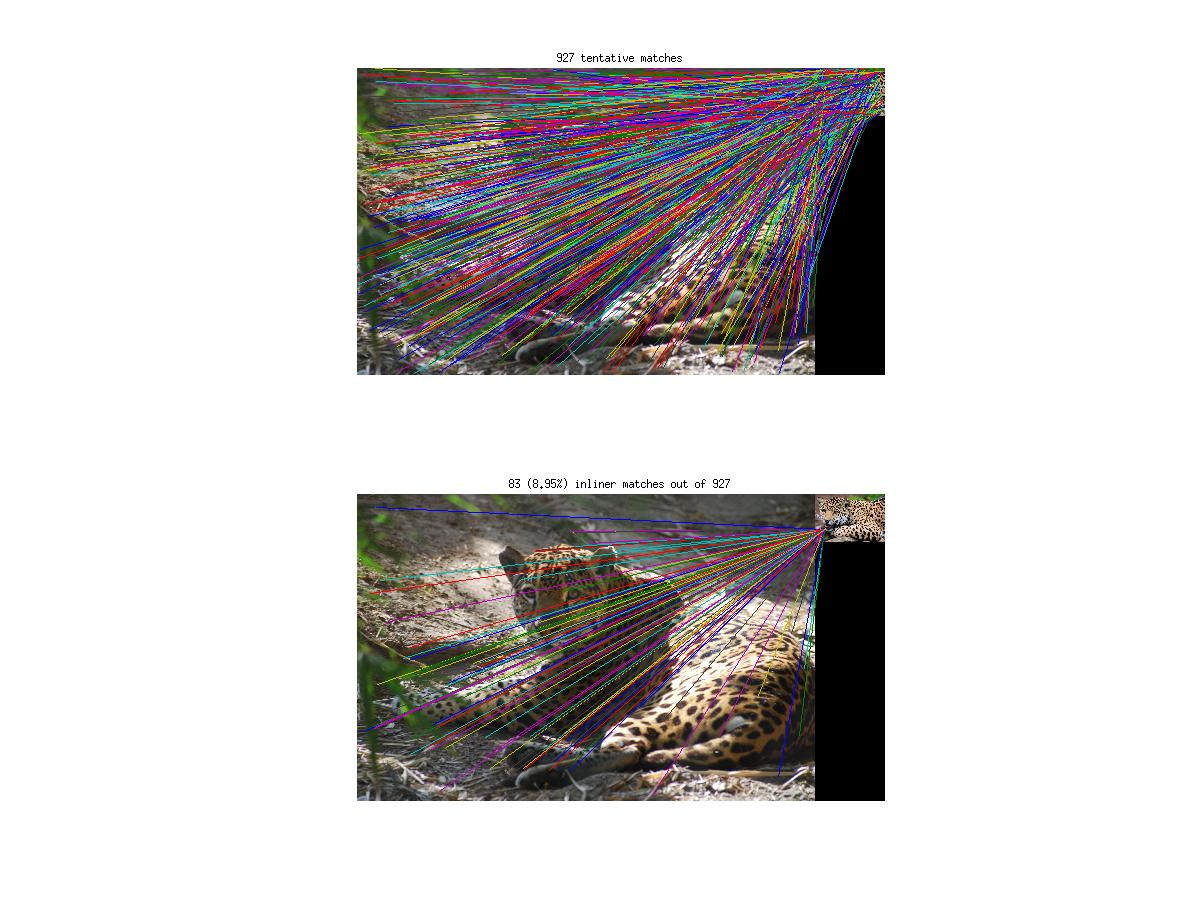 927 tentative matches
83 (8.95%) inliner matches out of 927